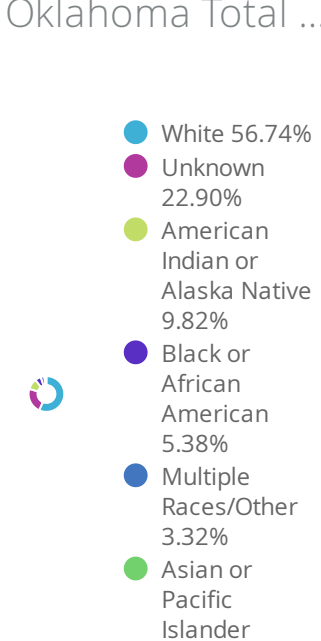 Oklahoma Total ...
White 56.74%
Unknown
22.90%
American
Indian or
Alaska Native
9.82%
Black or
African
American
5.38%
Multiple
Races/Other
3.32%
Asian or
Pacific
Islander